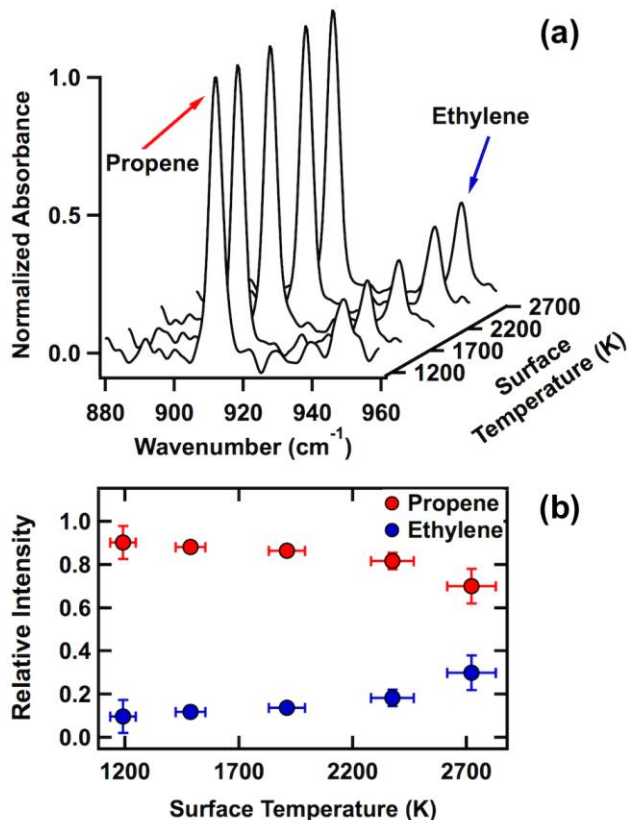 (a)
1.0
0.5
0.0
Normalized Absorbance
Propene
Ethylene
880 900 920 940 960
Wavenumber (cm⁻¹)
1200
1700
2200
2700
Surface
Temperature (K)
(b)
Propene
Ethylene
1.0
0.8
0.6
0.4
0.2
0.0
Relative Intensity
1200 1700 2200 2700
Surface Temperature (K)